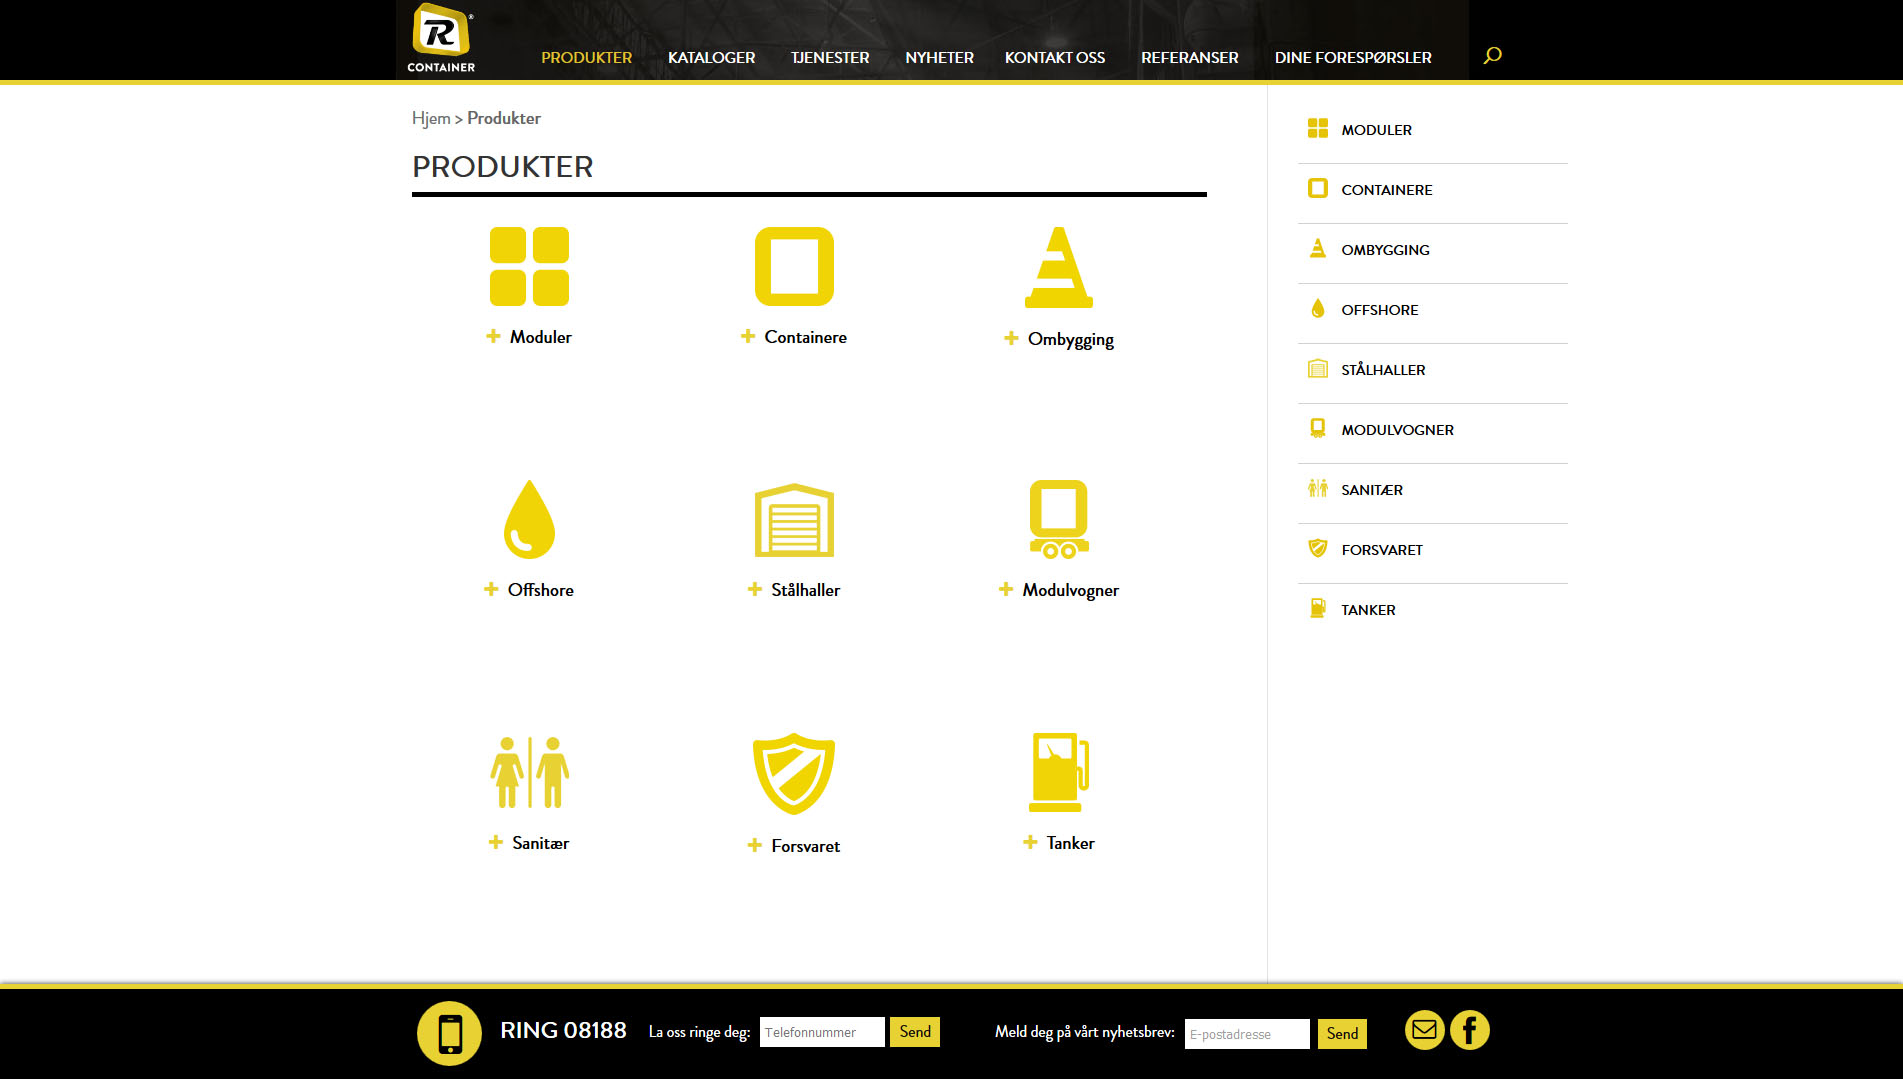 R®
CONTAINER
PRODUKTER KATALOGER TJENESTER NYHETER KONTAKT OSS REFERANSER DINE FORESPØRSLER
Hjem > Produkter
PRODUKTER
+ Moduler
+ Containere
+ Ombygging
+ Offshore
+ Stålhaller
+ Modulvogner
+ Sanitær
+ Forsvaret
+ Tanker
MODULER
CONTAINERE
OMBYGGING
OFFSHORE
STÅLHALLER
MODULVOGNER
SANITÆR
FORSVARET
TANKER
RING 08188 La oss ringe deg: Telefonnummer Send Meld deg på vårt nyhetsbrev: E-postadresse Send